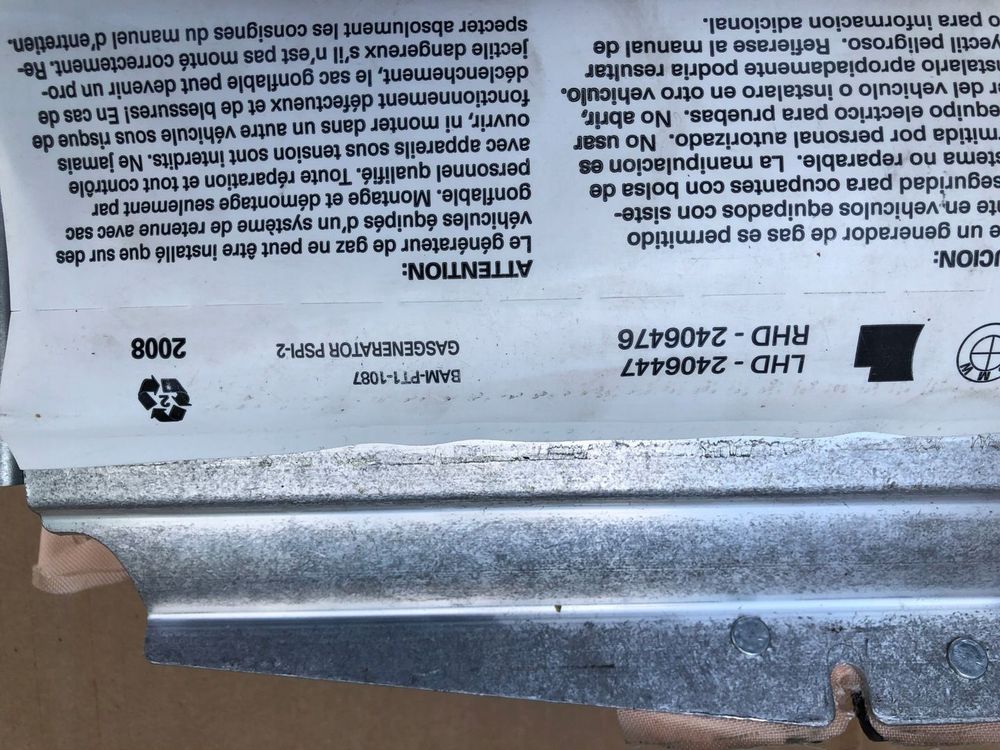 BMW
LHD - 2406447
RHD - 2406476
BAM-PT1-1087
GASGENERATOR PSPI-2
2
2008
UCION:
e un generador de gas es permitido
te en vehiculos equipados con siste-
seguridad para ocupantes con bolsa de
stema no reparable. La manipulacion es
rmitida por personal autorizado. No usar
equipo electrico para pruebas. No abrir,
r del vehiculo o instalaro en otro vehiculo.
nstalarlo apropiadamente podria resultar
yectil peligroso. Refierase al manual de
o para informacion adicional.
ATTENTION:
Le générateur de gaz ne peut être installé que sur des
véhicules équipés d'un système de retenue avec sac
gonflable. Montage et démontage seulement par
personnel qualifié. Toute réparation et tout contrôle
avec appareils sous tension sont interdits. Ne jamais
ouvrir, ni monter dans un autre véhicule sous risque de
fonctionnement défectueux et de blessures! En cas de
déclenchement, le sac gonflable peut devenir un pro-
jectile dangereux s'il n'est pas monté correctement. Re-
specter absolument les consignes du manuel d'entretien.